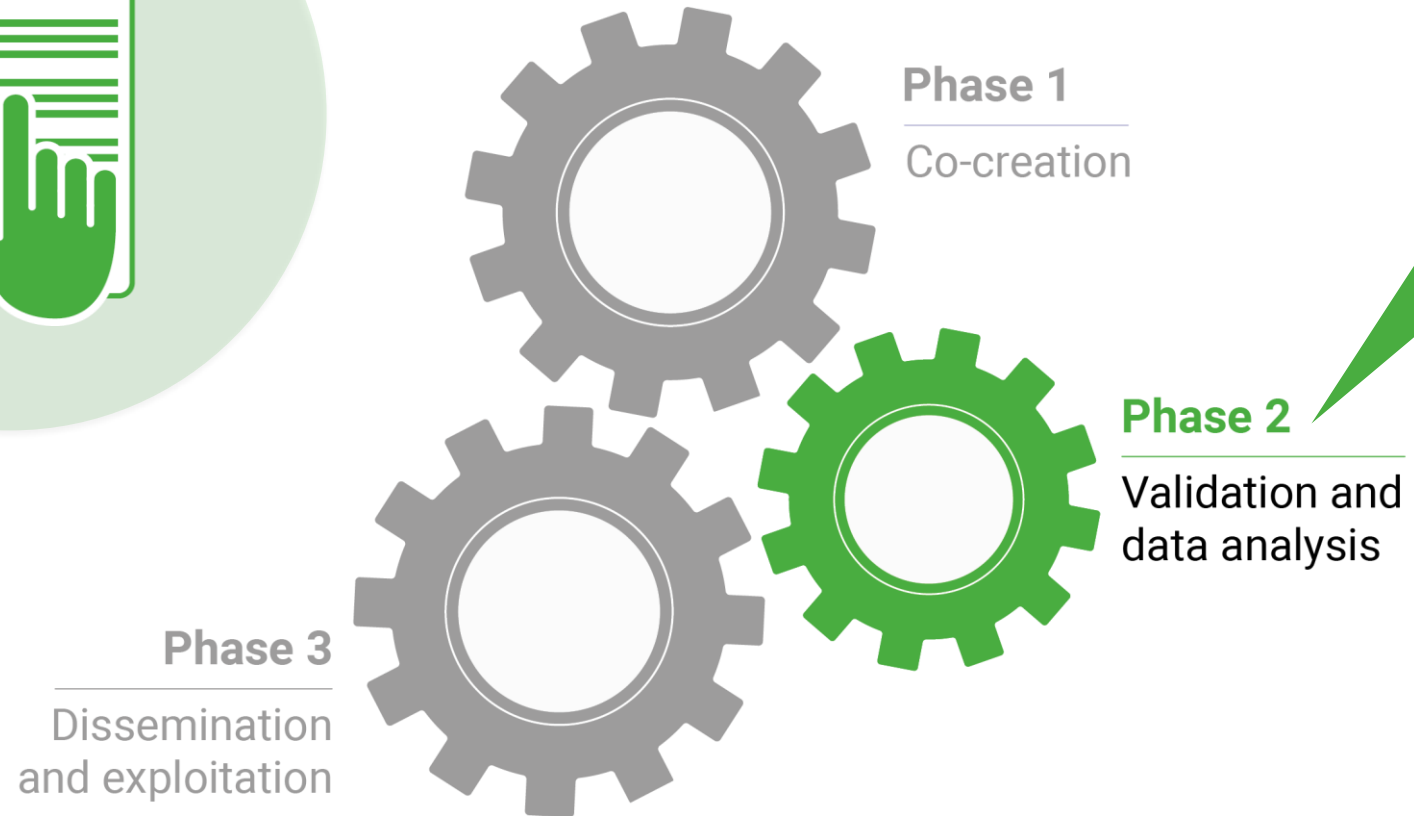 Phase 1
Co-creation
Phase 2
Validation and
data analysis
Phase 3
Dissemination
and exploitation